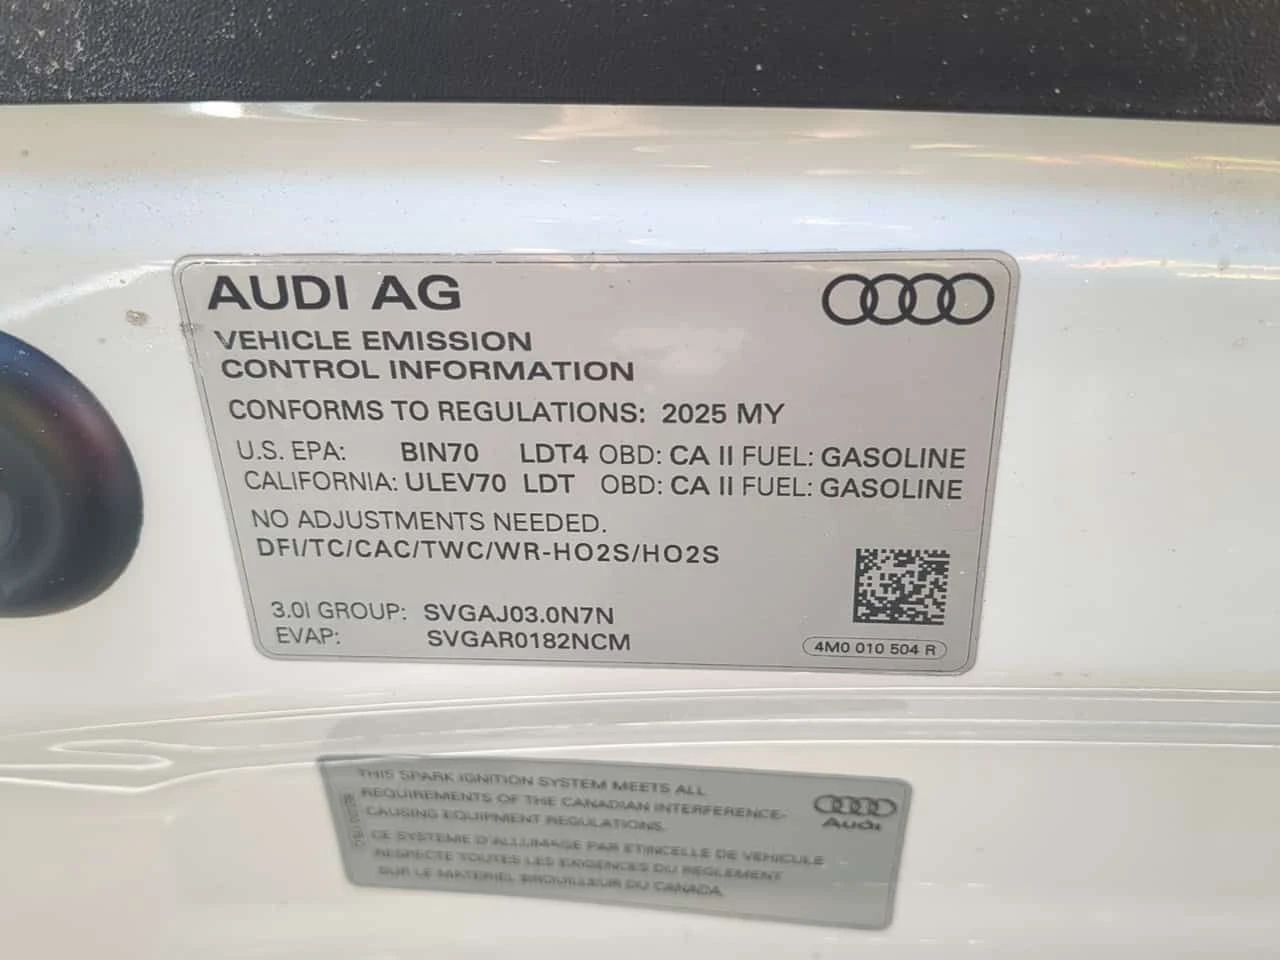 AUDI AG
VEHICLE EMISSION
CONTROL INFORMATION
CONFORMS TO REGULATIONS: 2025 MY
U.S. EPA: BIN70 LDT4 OBD: CA II FUEL: GASOLINE
CALIFORNIA: ULEV70 LDT OBD: CA II FUEL: GASOLINE
NO ADJUSTMENTS NEEDED.
DFI/TC/CAC/TWC/WR-HO2S/HO2S
3.0l GROUP: SVGAJ03.0N7N
EVAP: SVGAR0182NCM
4M0 010 504 R
THIS SPARK IGNITION SYSTEM MEETS ALL
REQUIREMENTS OF THE CANADIAN INTERFERENCE-
CAUSING EQUIPMENT REGULATIONS.
CE SYSTEME D'ALLUMAGE PAR ETINCELLE DE VEHICULE
RESPECTE TOUTES LES EXIGENCES DU REGLEMENT
SUR LE MATERIEL BROUILLEUR DU CANADA
Audi